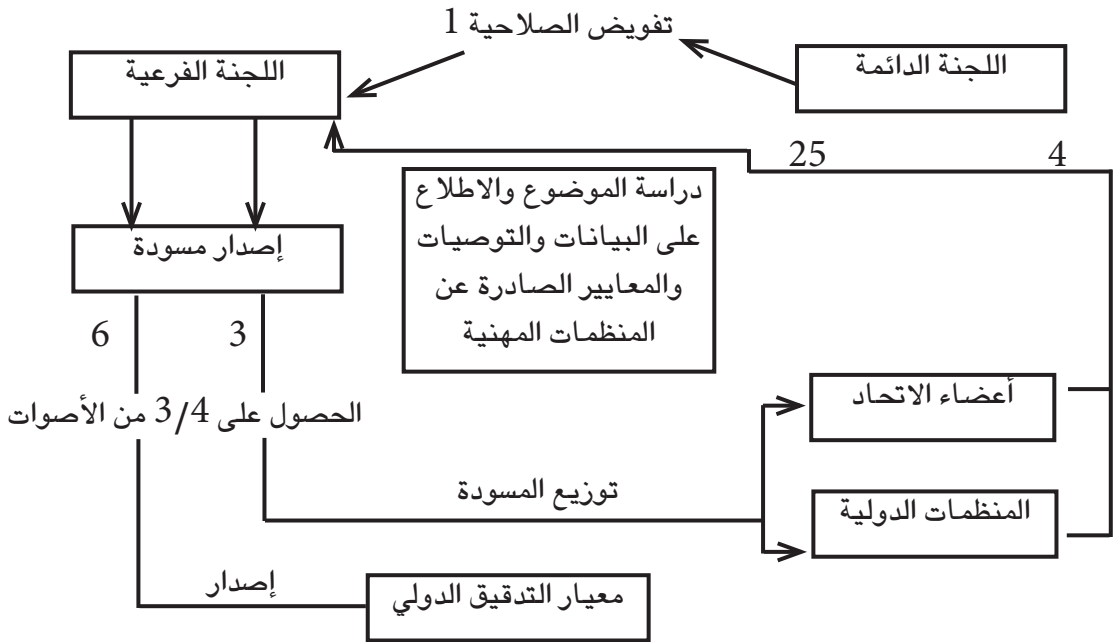 تفويض الصلاحية 1
اللجنة الدائمة
اللجنة الفرعية
4
25
دراسة الموضوع والاطلاع
على البيانات والتوصيات
والمعايير الصادرة عن
المنظمات المهنية
إصدار مسودة
3
6
الحصول على 3/4 من الأصوات
أعضاء الاتحاد
توزيع المسودة
المنظمات الدولية
إصدار
معيار التدقيق الدولي